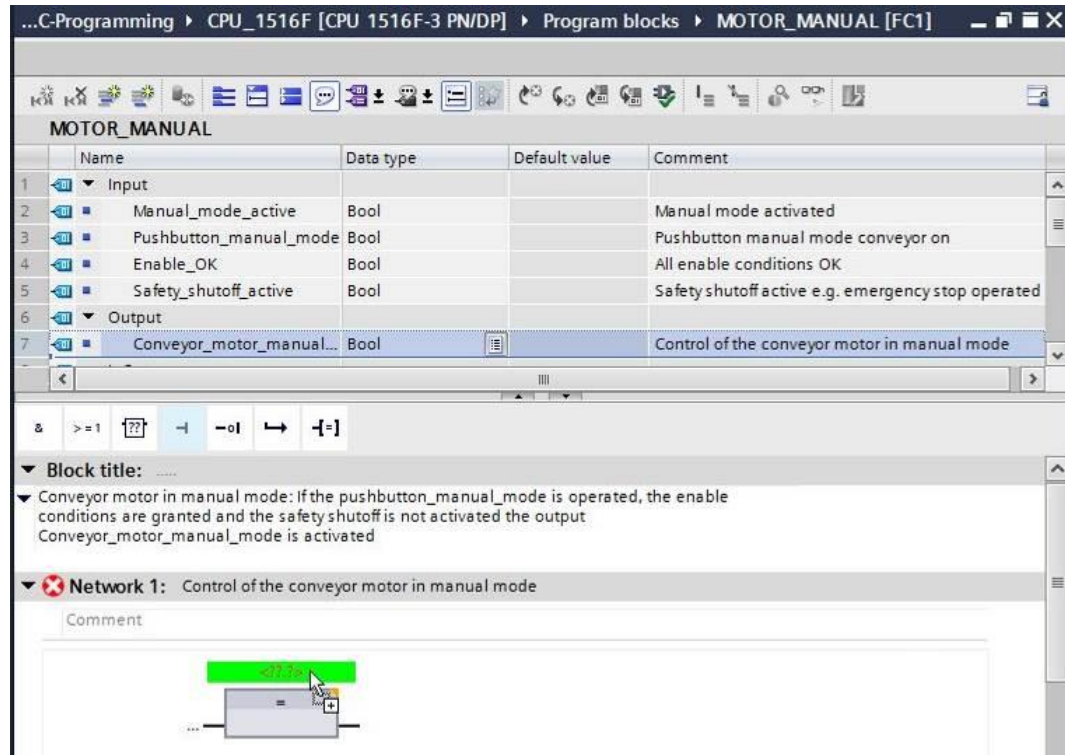 ...C-Programming ▸ CPU_1516F [CPU 1516F-3 PN/DP] ▸ Program blocks ▸ MOTOR_MANUAL [FC1]
MOTOR_MANUAL
Name Data type Default value Comment
1 Input
2 Manual_mode_active Bool Manual mode activated
3 Pushbutton_manual_mode Bool Pushbutton manual mode conveyor on
4 Enable_OK Bool All enable conditions OK
5 Safety_shutoff_active Bool Safety shutoff active e.g. emergency stop operated
6 Output
7 Conveyor_motor_manual... Bool Control of the conveyor motor in manual mode
& >=1 ?? -| -o| -[=]
Block title: .....
Conveyor motor in manual mode: If the pushbutton_manual_mode is operated, the enable
conditions are granted and the safety shutoff is not activated the output
Conveyor_motor_manual_mode is activated
Network 1: Control of the conveyor motor in manual mode
Comment
<??.?>
=
...